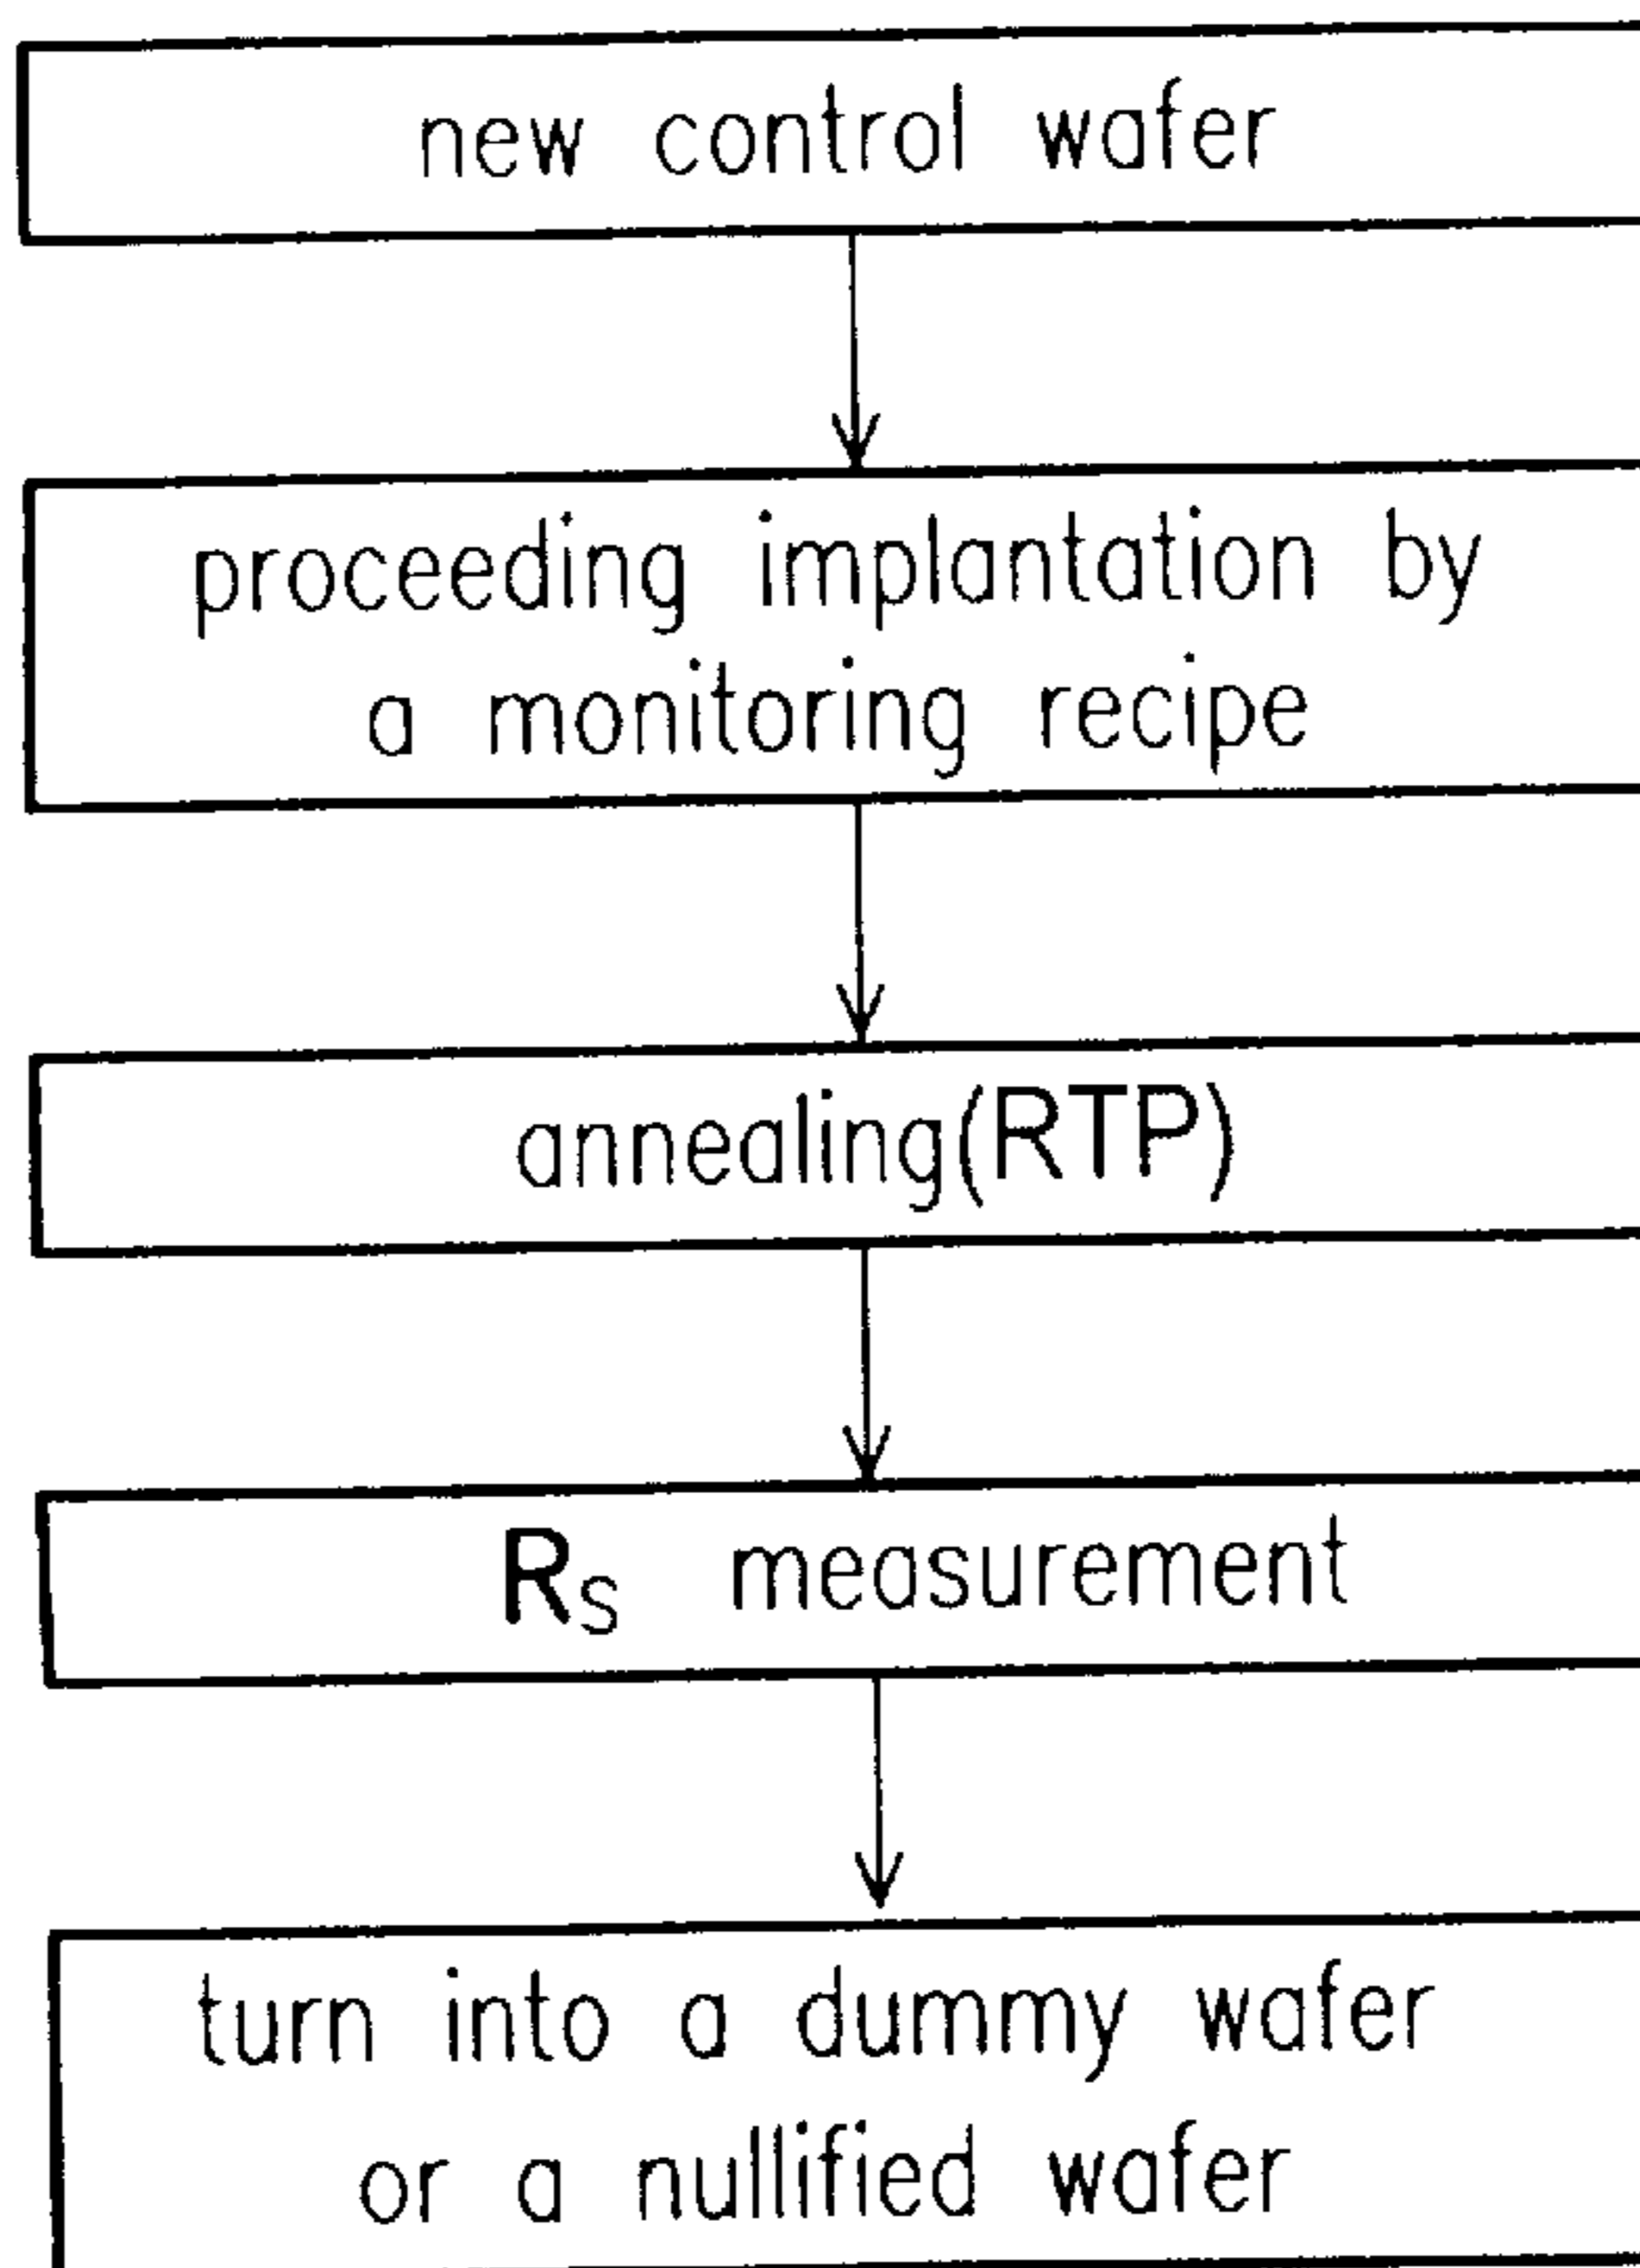 new control wafer
proceeding implantation by
a monitoring recipe
annealing(RTP)
Rs measurement
turn into a dummy wafer
or a nullified wafer